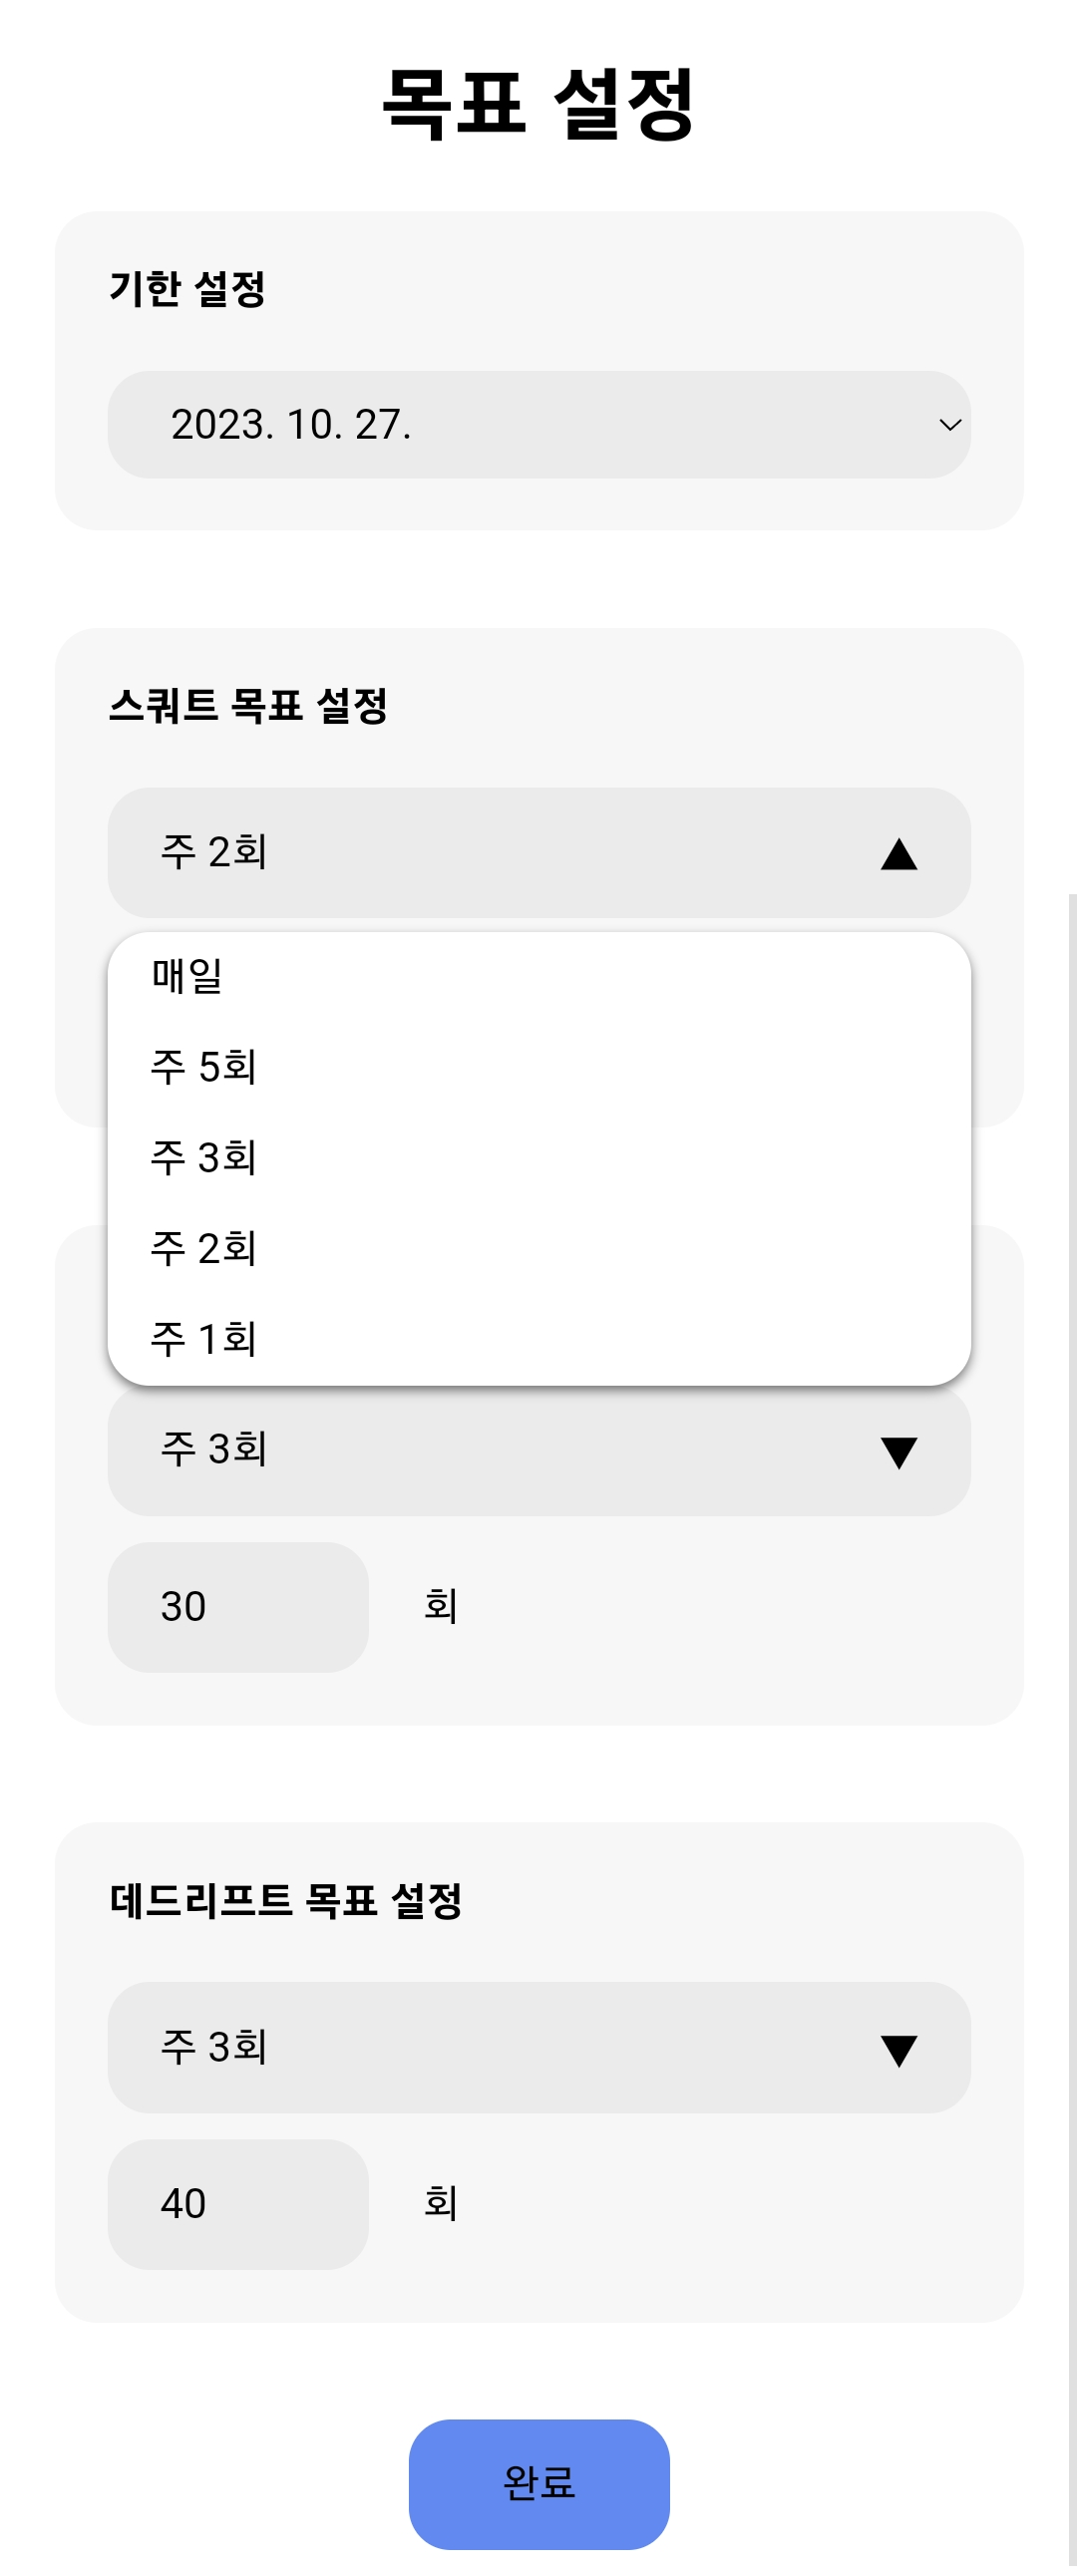 목표 설정
기한 설정
2023. 10. 27.
스쿼트 목표 설정
주 2회
매일
주 5회
주 3회
주 2회
주 1회
주 3회
30 회
데드리프트 목표 설정
주 3회
40 회
완료